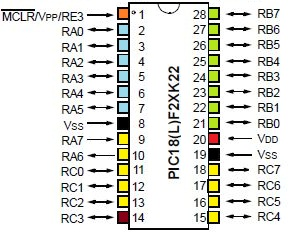 MCLR/VPP/RE3 1 28 RB7
RA0 2 27 RB6
RA1 3 26 RB5
RA2 4 25 RB4
RA3 5 24 RB3
RA4 6 23 RB2
RA5 7 22 RB1
VSS 8 21 RB0
RA7 9 20 VDD
RA6 10 19 VSS
RC0 11 18 RC7
RC1 12 17 RC6
RC2 13 16 RC5
RC3 14 15 RC4
PIC18(L)F2XK22